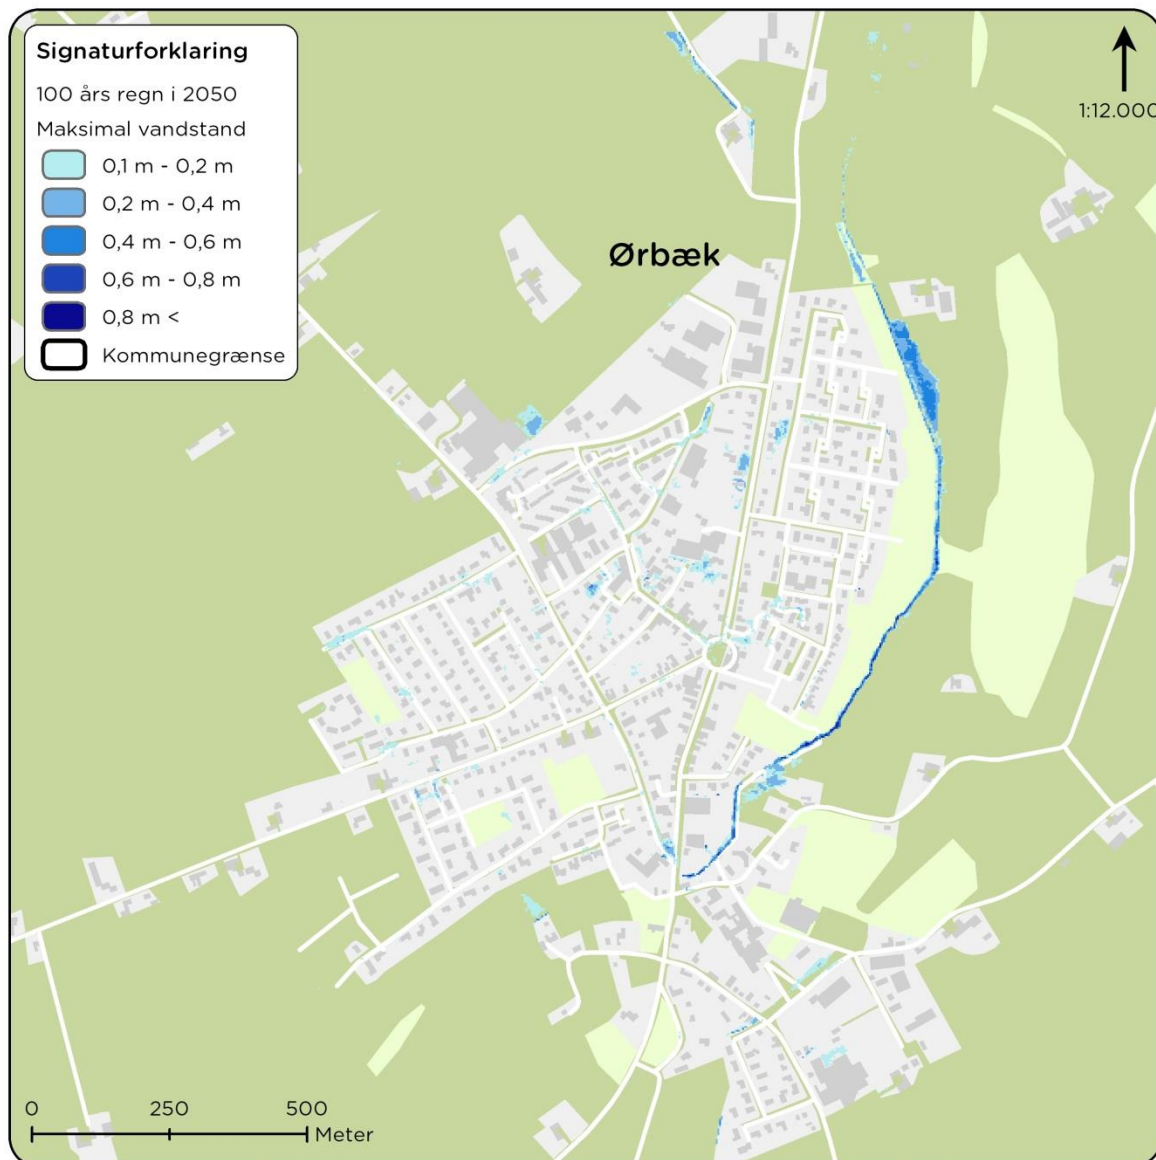 Signaturforklaring
100 års regn i 2050
Maksimal vandstand
0,1 m - 0,2 m
0,2 m - 0,4 m
0,4 m - 0,6 m
0,6 m - 0,8 m
0,8 m <
Kommunegrænse
1:12.000
Ørbæk
0 250 500
Meter